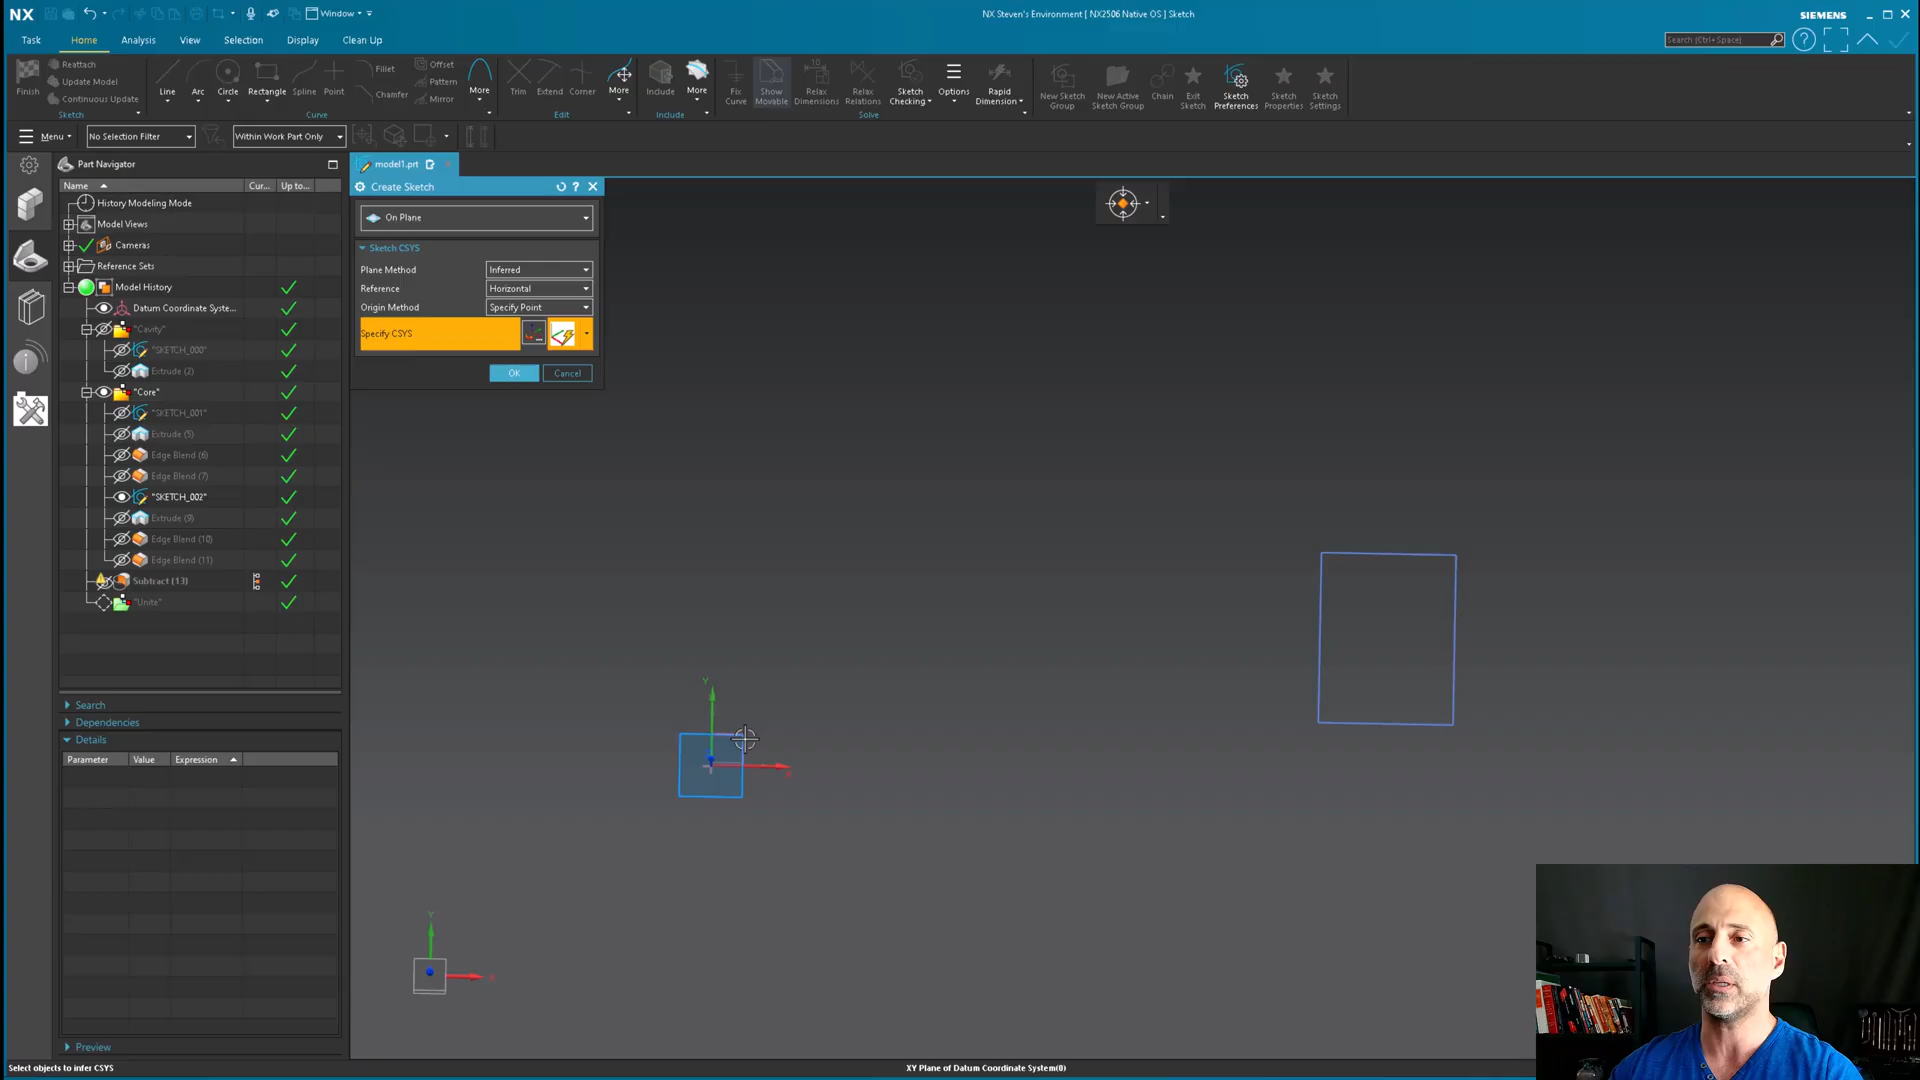 NX
Window
NX Steven's Environment [ NX2506 Native OS ] Sketch
SIEMENS
Task
Home
Analysis
View
Selection
Display
Clean Up
Search (Ctrl+Space)
Finish
Reattach
Update Model
Continuous Update
Sketch
Line
Arc
Circle
Rectangle
Spline
Point
Fillet
Chamfer
Offset
Pattern
Mirror
More
Curve
Trim
Extend
Corner
More
Edit
Include
More
Include
Fix Curve
Show Movable
Relax Dimensions
Relax Relations
Sketch Checking
Options
Rapid Dimension
Solve
New Sketch Group
New Active Sketch Group
Chain
Exit Sketch
Sketch Preferences
Sketch Properties
Sketch Settings
Menu
No Selection Filter
Within Work Part Only
Part Navigator
Name
Cur...
Up to...
History Modeling Mode
Model Views
Cameras
Reference Sets
Model History
Datum Coordinate Syste...
"Cavity"
"SKETCH_000"
Extrude (2)
"Core"
"SKETCH_001"
Extrude (5)
Edge Blend (6)
Edge Blend (7)
"SKETCH_002"
Extrude (9)
Edge Blend (10)
Edge Blend (11)
Subtract (13)
"Unite"
Search
Dependencies
Details
Parameter
Value
Expression
Preview
model1.prt
Create Sketch
On Plane
Sketch CSYS
Plane Method
Inferred
Reference
Horizontal
Origin Method
Specify Point
Specify CSYS
OK
Cancel
Y
X
Y
X
Select objects to infer CSYS
XY Plane of Datum Coordinate System(0)